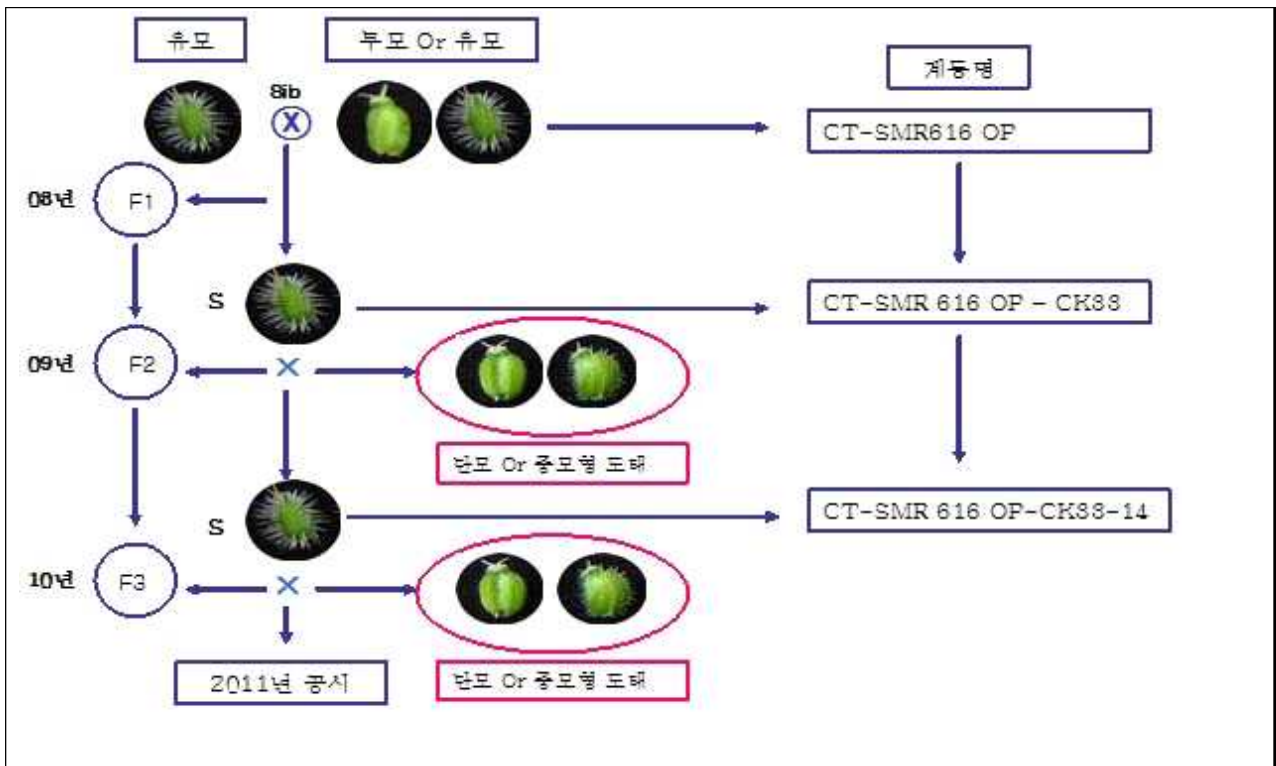 유모
무모 Or 유모
계통명
Sib
X
CT-SMR616 OP
08년
F1
S
CT-SMR 616 OP - CK33
09년
F2
X
단모 Or 중모형 도태
S
CT-SMR 616 OP-CK33-14
10년
F3
X
2011년 공시
단모 Or 중모형 도태